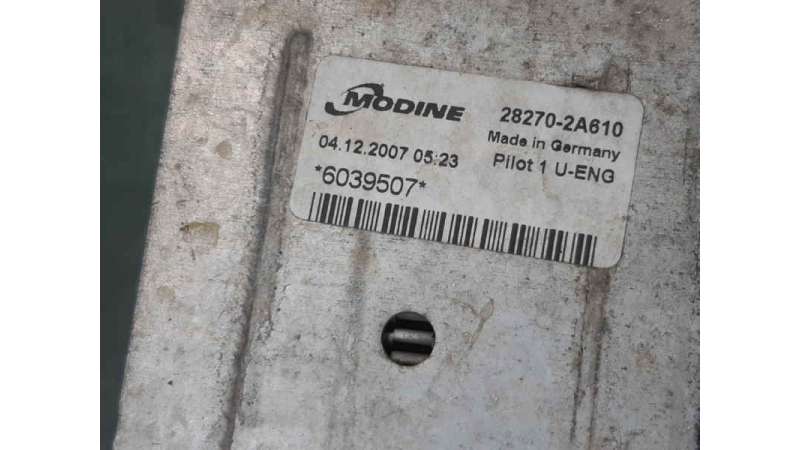 MODINE 28270-2A610
Made in Germany
04.12.2007 05:23 Pilot 1 U-ENG
*6039507*